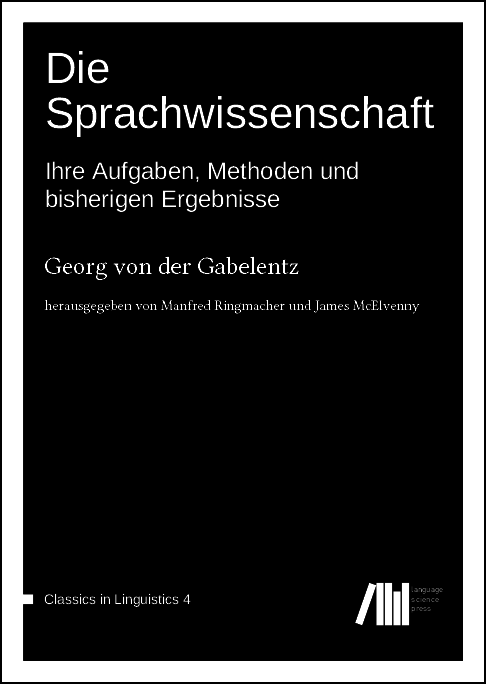 Die
Sprachwissenschaft
Ihre Aufgaben, Methoden und
bisherigen Ergebnisse
Georg von der Gabelentz
herausgegeben von Manfred Ringmacher und James McElvenny
Classics in Linguistics 4
language
science
press